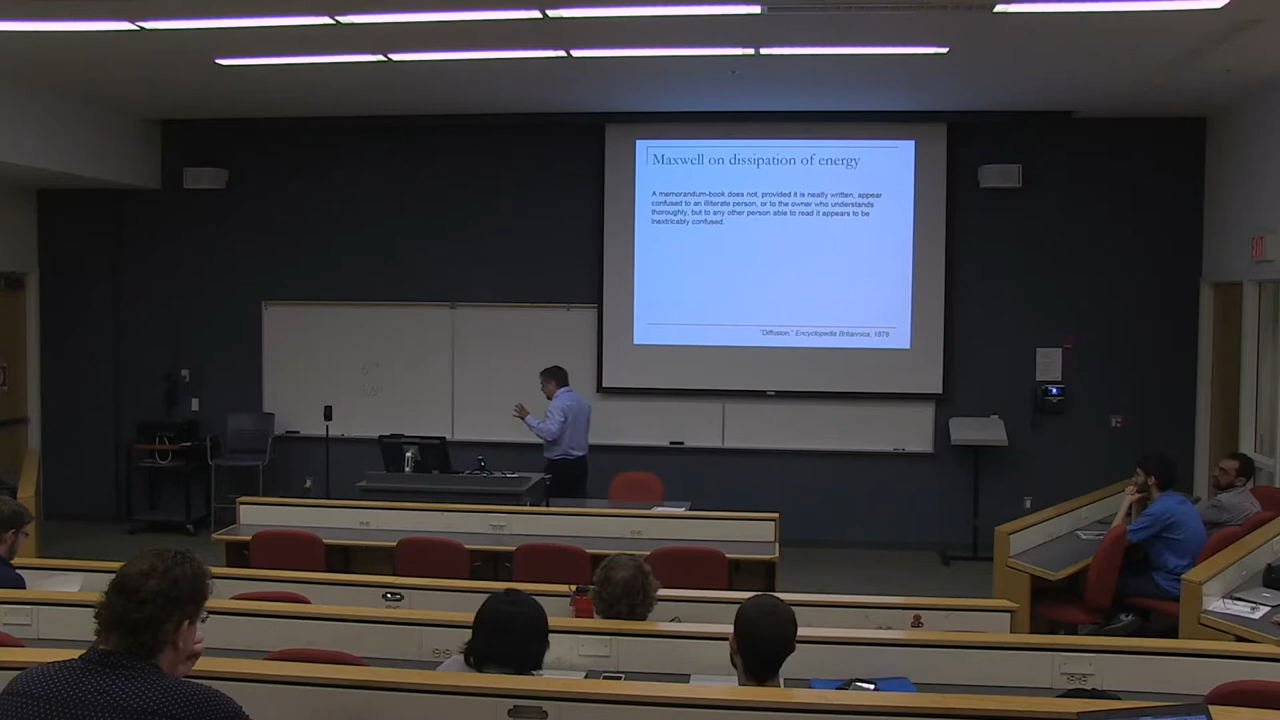 Maxwell on dissipation of energy
A memorandum-book does not, provided it is neatly written, appear
confused to an illiterate person, or to the owner who understands
thoroughly, but to any other person able to read it appears to be
inextricably confused.
"Diffusion," Encyclopedia Britannica, 1878
EXIT